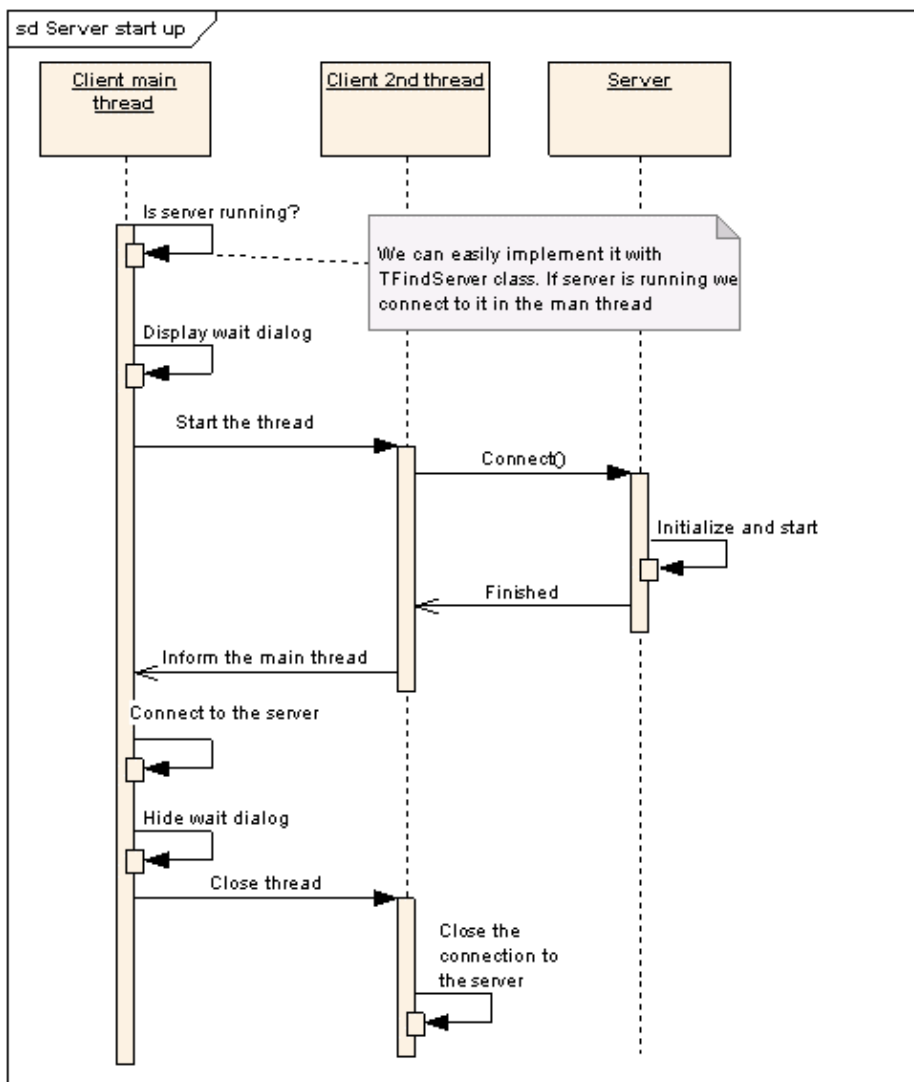 sd Server start up
Client main
thread
Client 2nd thread
Server
Is server running?
We can easily implement it with
TFindServer class. If server is running we
connect to it in the man thread
Display wait dialog
Start the thread
Connect()
Initialize and start
Finished
Inform the main thread
Connect to the server
Hide wait dialog
Close thread
Close the
connection to
the server